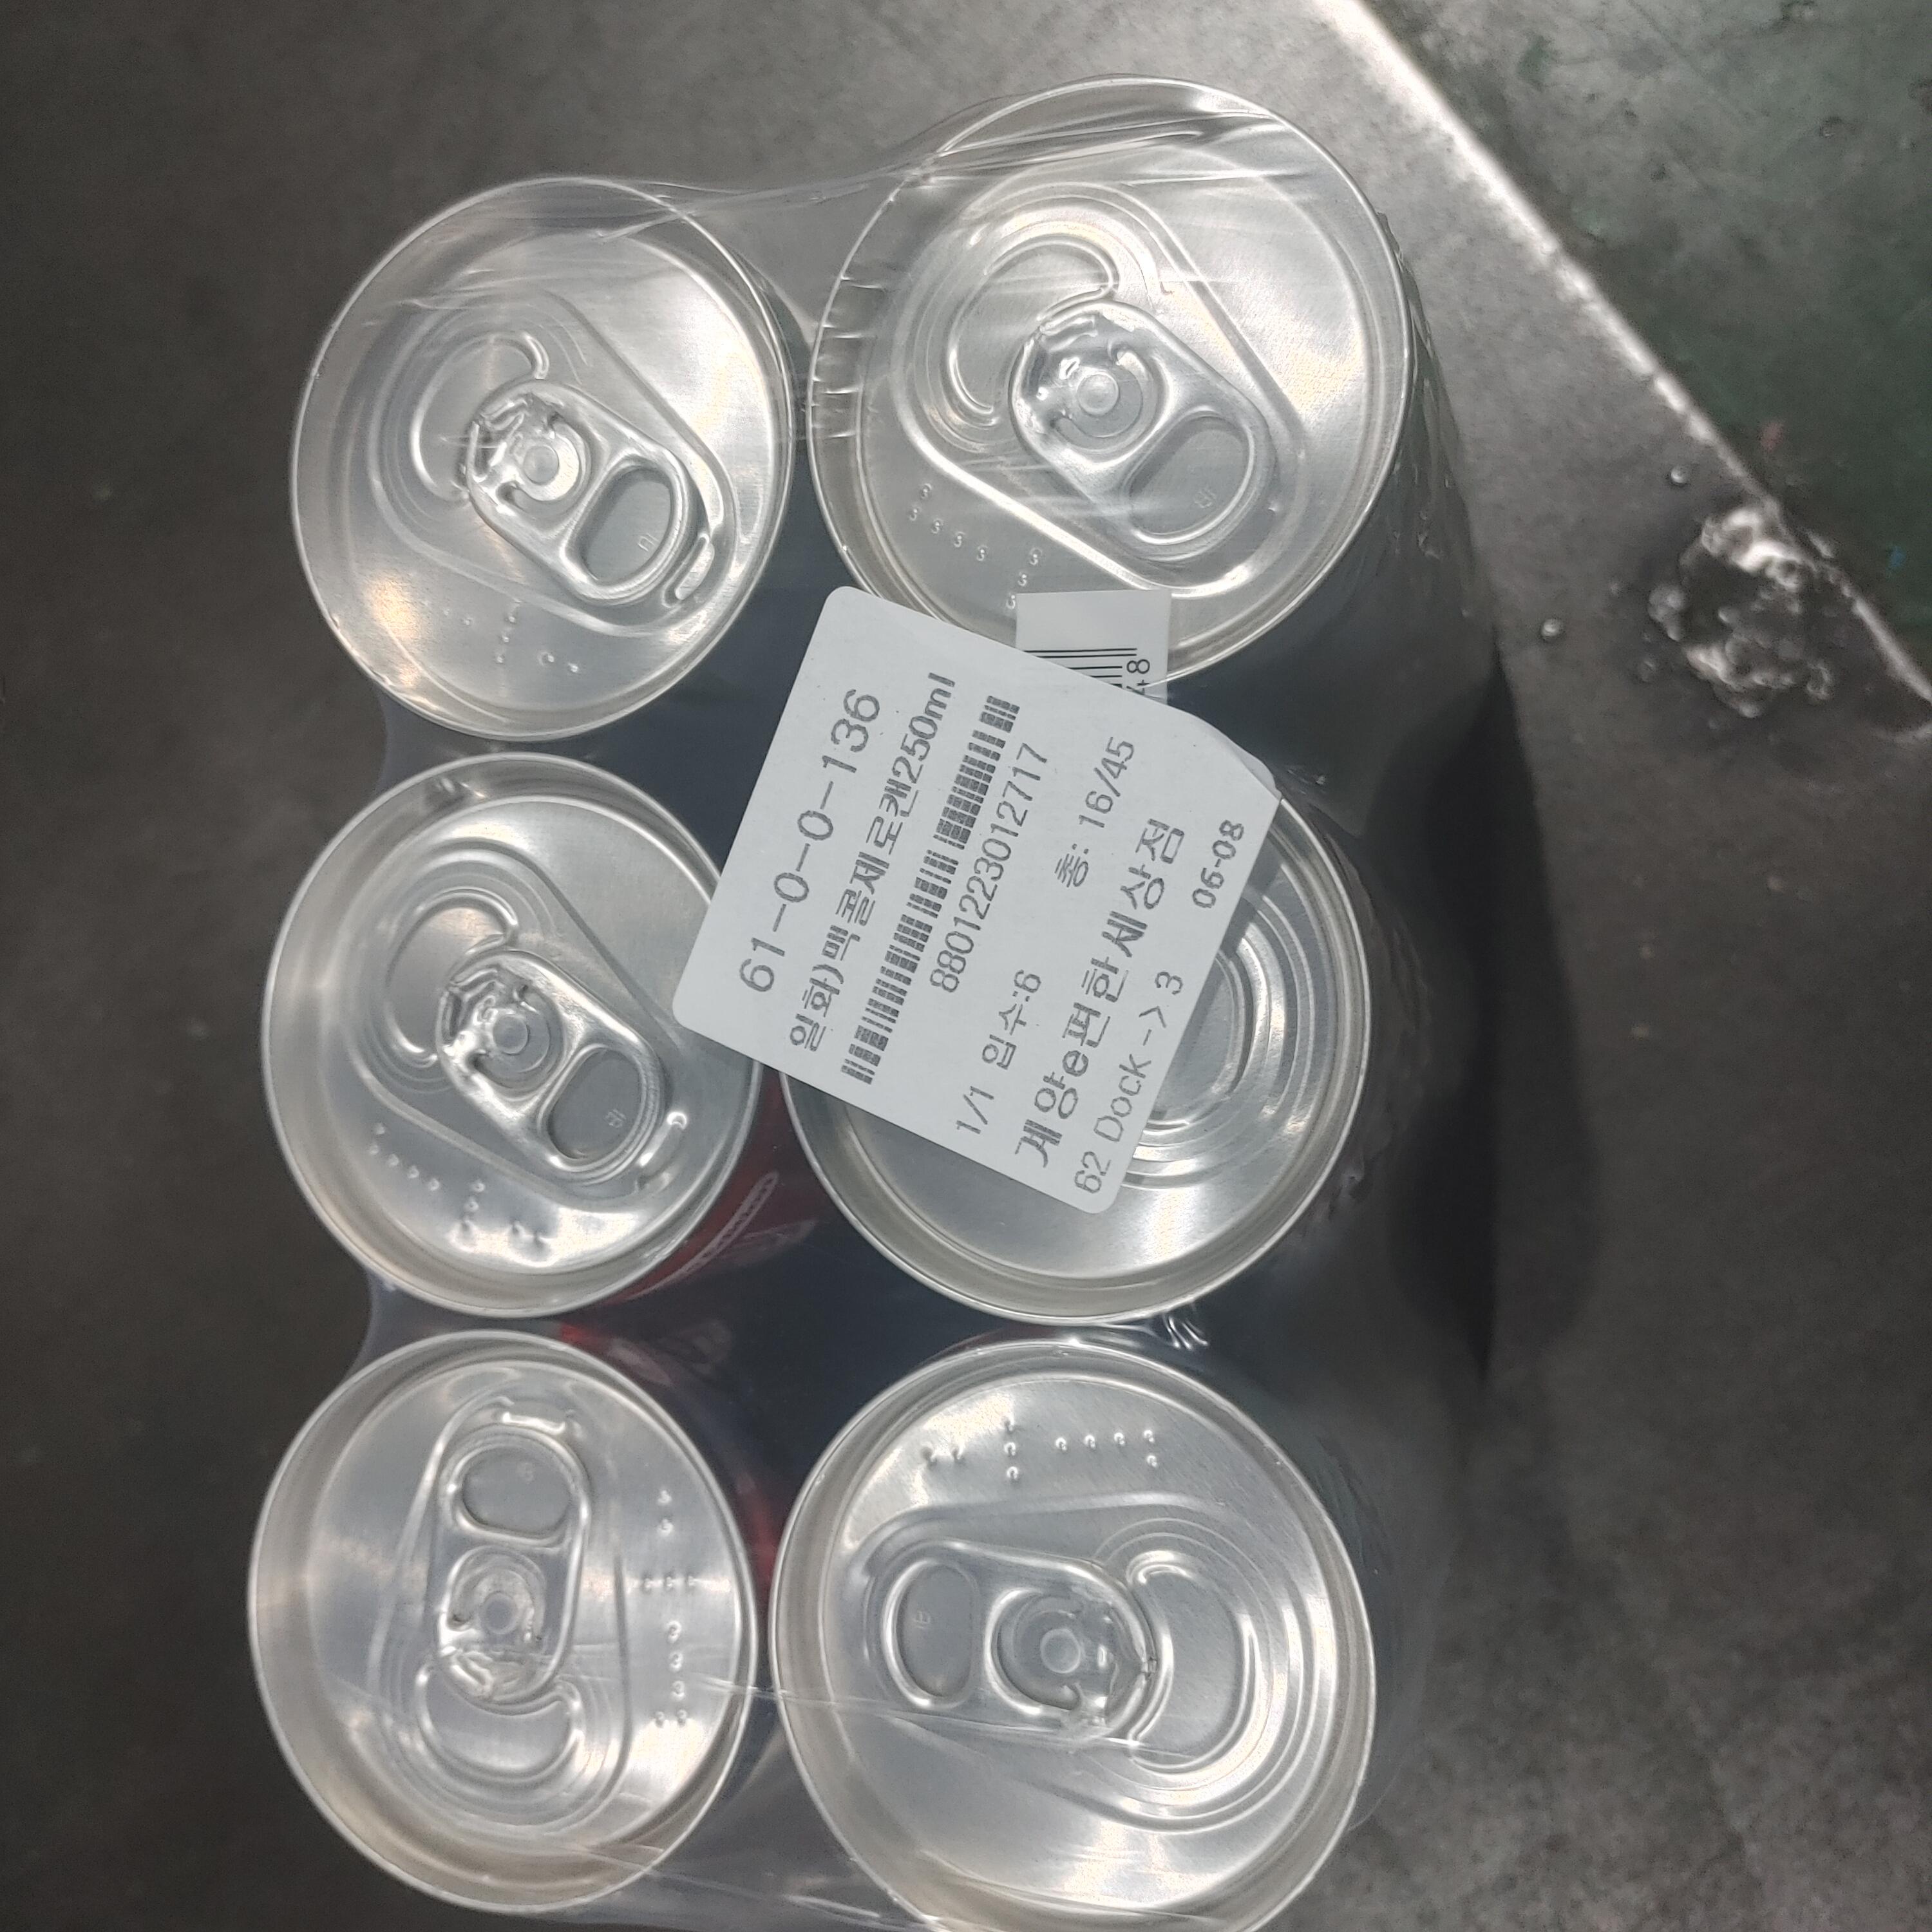 61-0-0-136
일화)맥콜제로캔250ml
8801223012717
1/1 입수:6 총: 16/45
계양e편한세상점
62 Dock -> 3 06-08
48